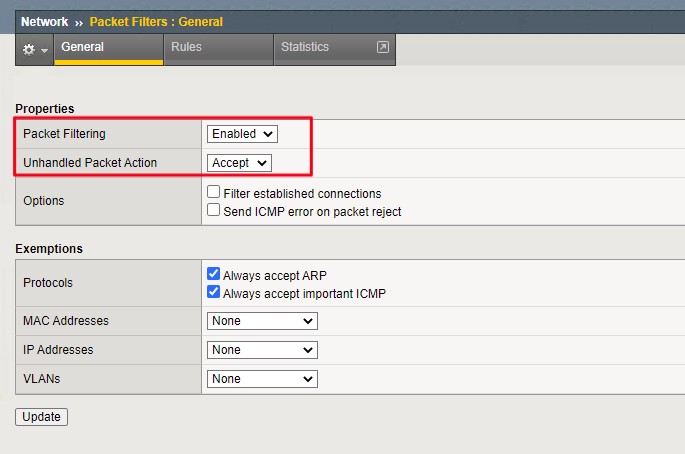 Network » Packet Filters : General
General Rules Statistics
Properties
Packet Filtering Enabled
Unhandled Packet Action Accept
Options Filter established connections
Send ICMP error on packet reject
Exemptions
Protocols Always accept ARP
Always accept important ICMP
MAC Addresses None
IP Addresses None
VLANs None
Update